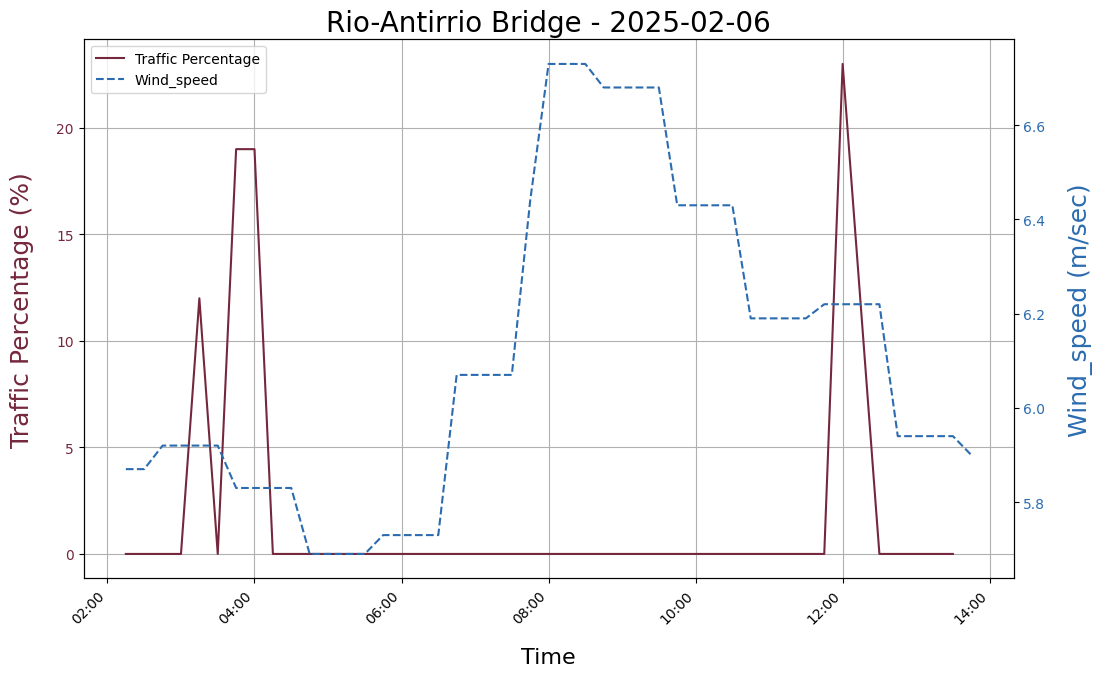 Rio-Antirrio Bridge - 2025-02-06
Traffic Percentage
Wind_speed
Traffic Percentage (%)
20
15
10
5
0
6.6
6.4
6.2
6.0
5.8
Wind_speed (m/sec)
02:00
04:00
06:00
08:00
10:00
12:00
14:00
Time